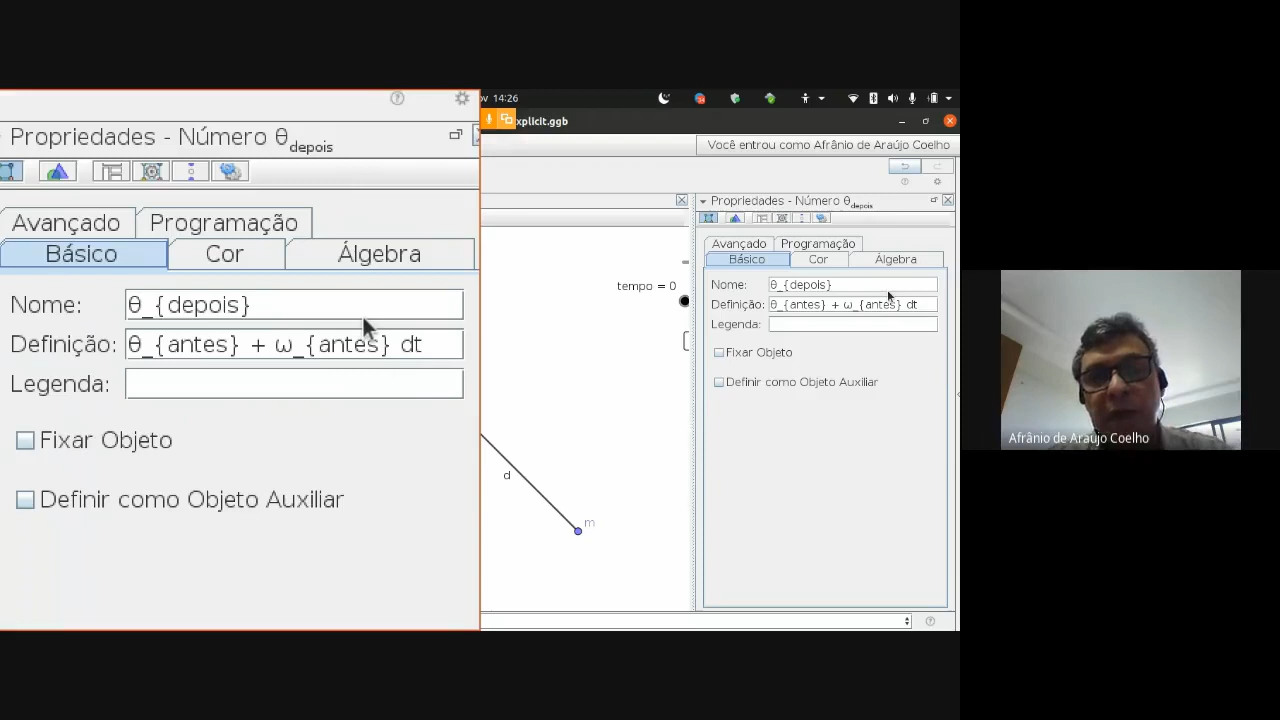 Propriedades - Número θ_depois
Avançado Programação
Básico Cor Álgebra
Nome: θ_{depois}
Definição: θ_{antes} + ω_{antes} dt
Legenda:
Fixar Objeto
Definir como Objeto Auxiliar
ov 14:26
xplicit.ggb
Você entrou como Afrânio de Araújo Coelho
tempo = 0
d
m
Propriedades - Número θ_depois
Avançado Programação
Básico Cor Álgebra
Nome: θ_{depois}
Definição: θ_{antes} + ω_{antes} dt
Legenda:
Fixar Objeto
Definir como Objeto Auxiliar
Afrânio de Araújo Coelho